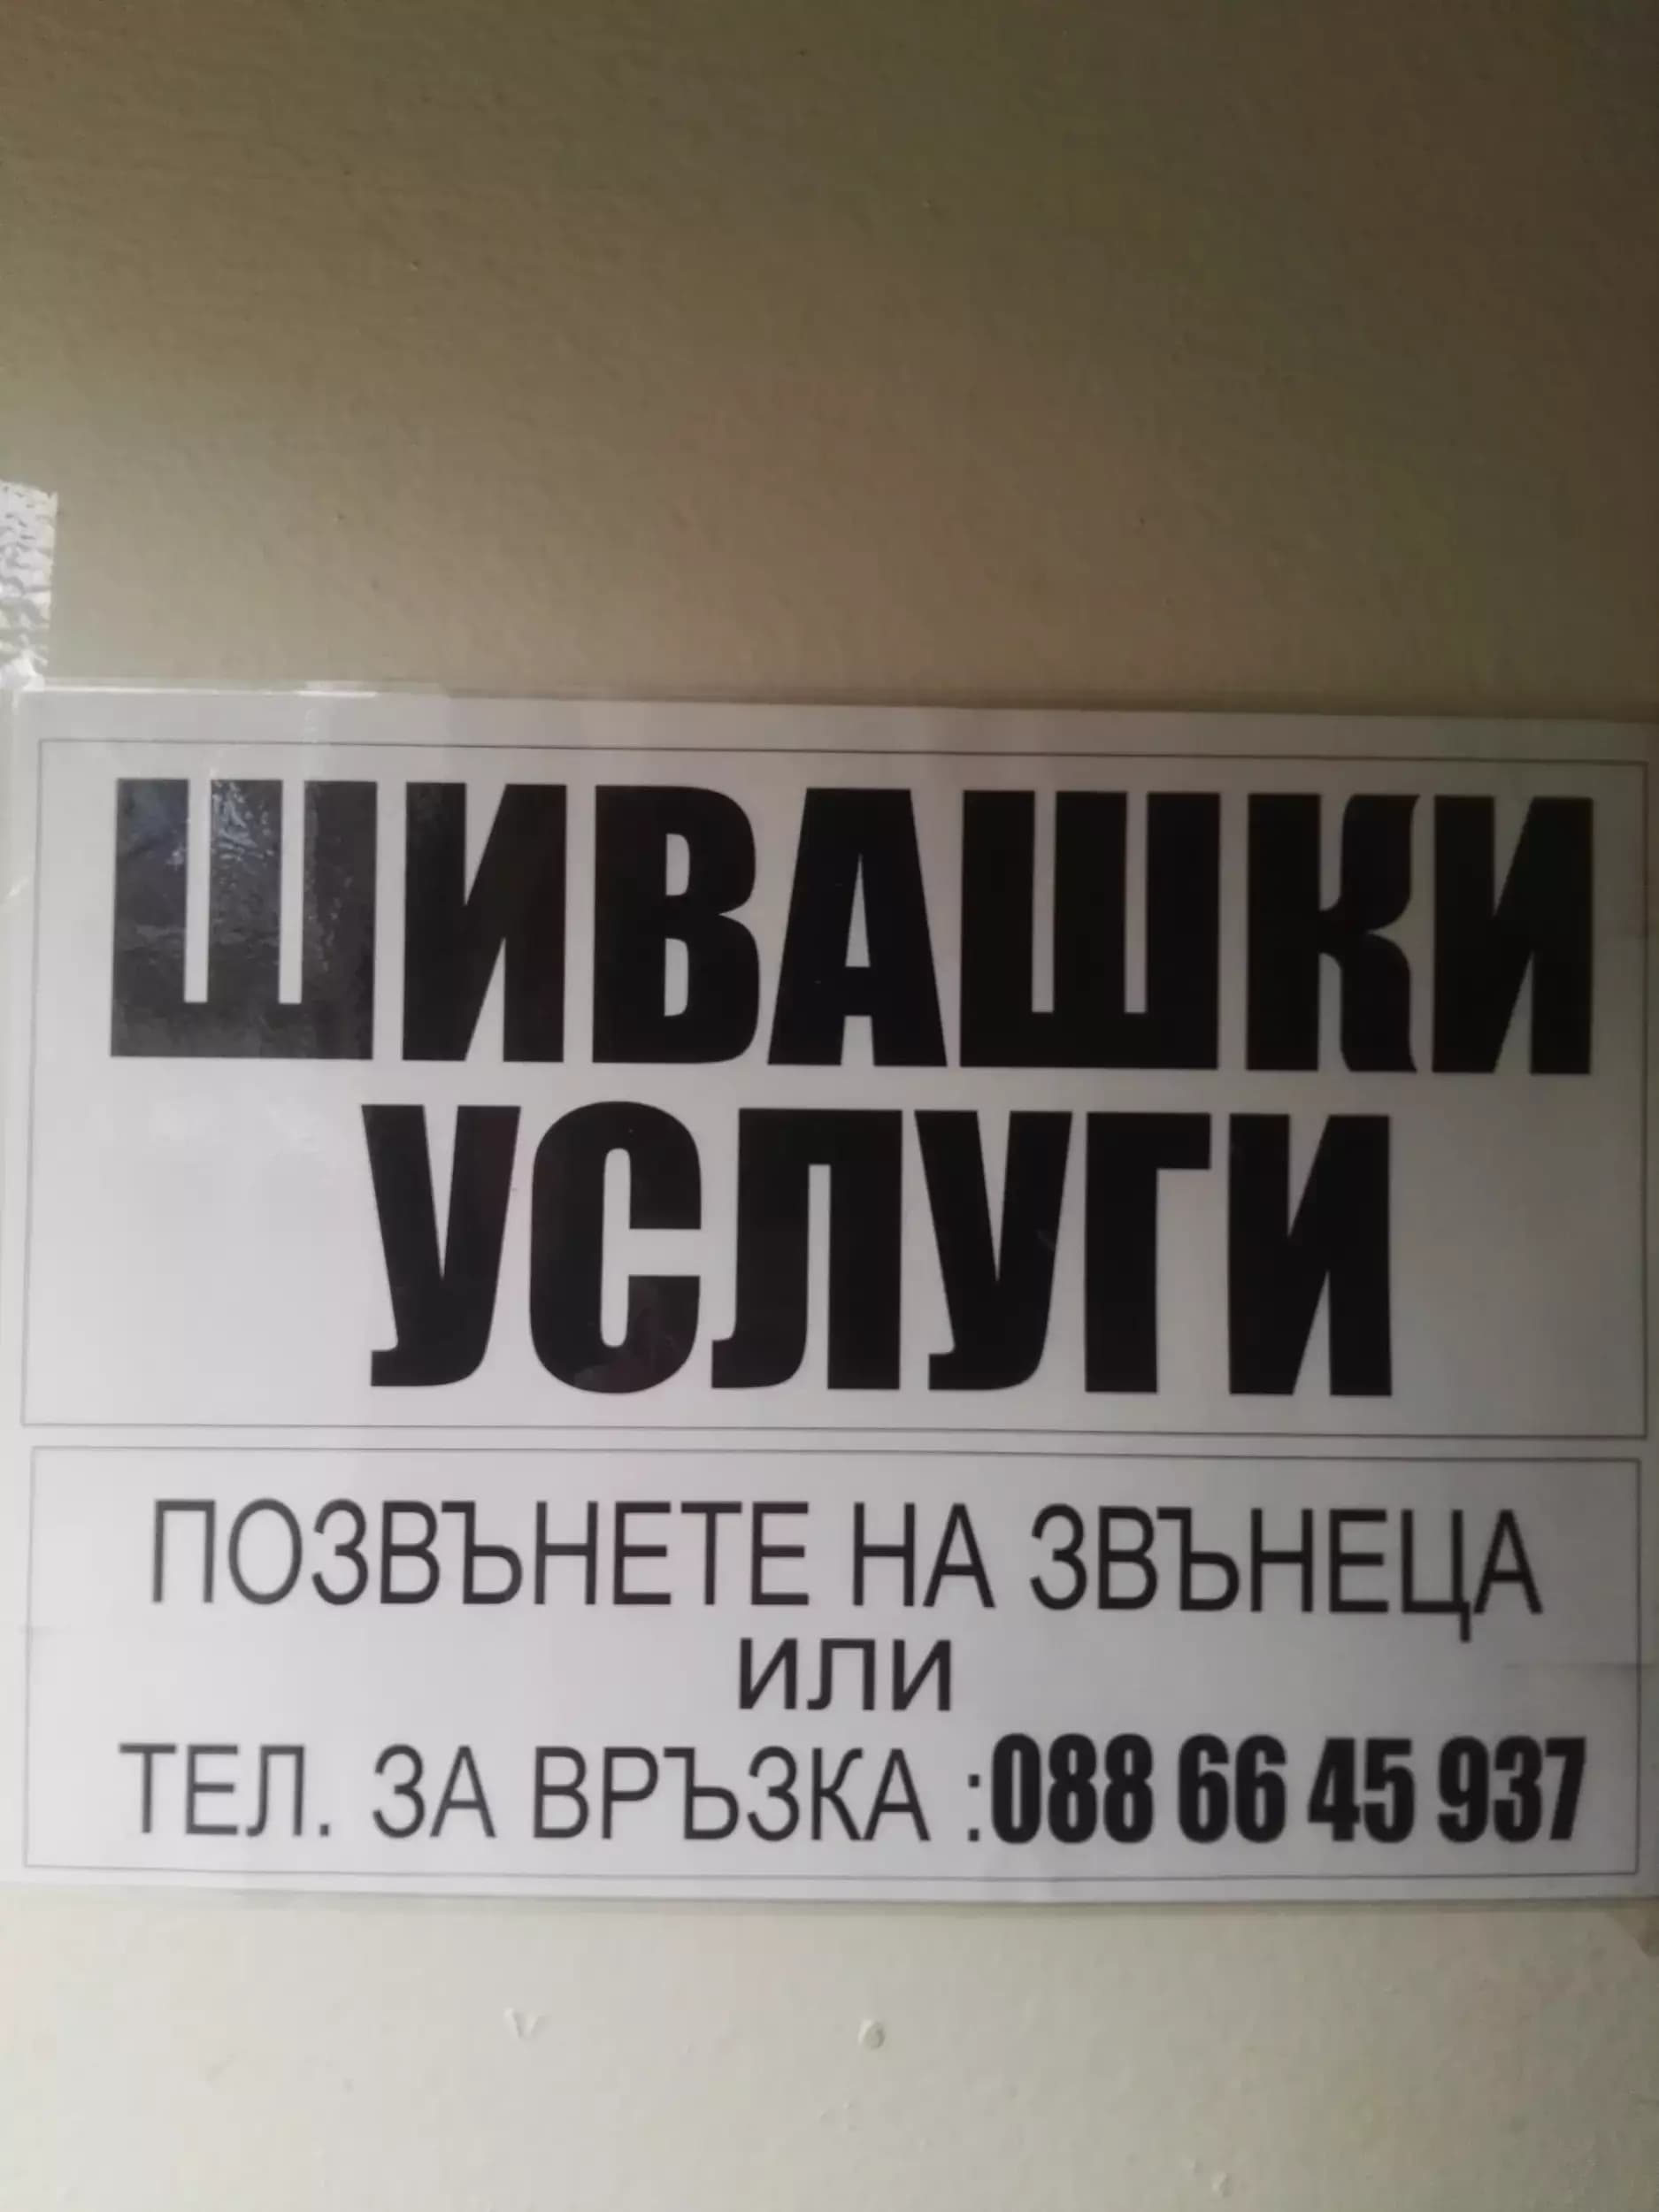 ШИВАШКИ
УСЛУГИ
ПОЗВЪНЕТЕ НА ЗВЪНЕЦА
ИЛИ
ТЕЛ. ЗА ВРЪЗКА :088 66 45 937